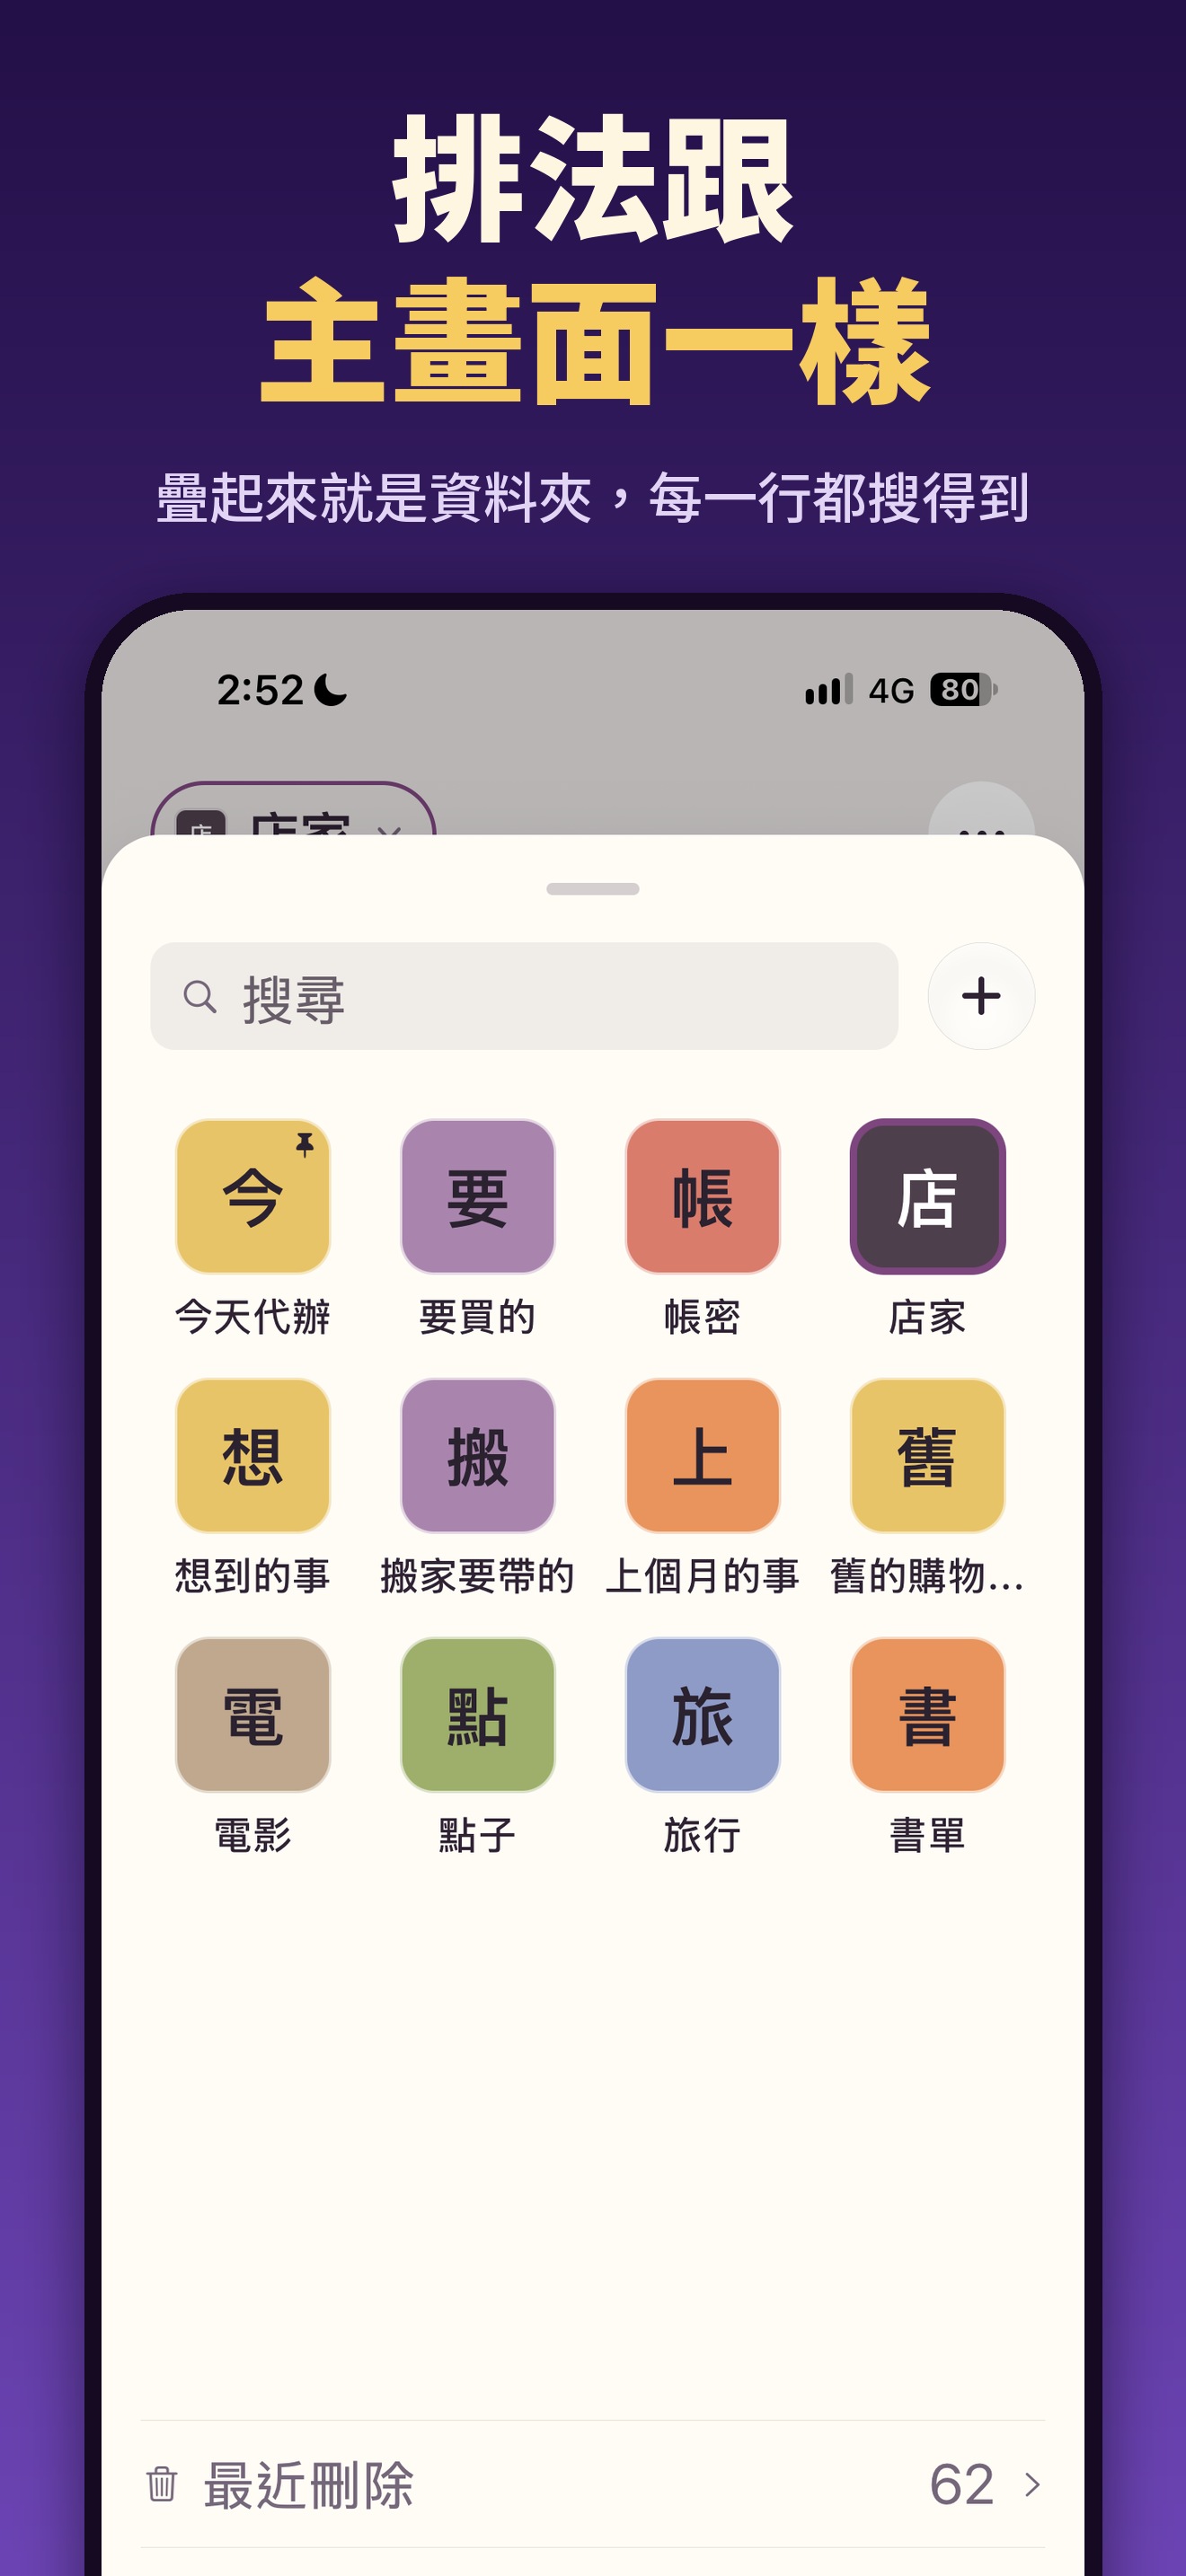 排法跟
主畫面一樣
疊起來就是資料夾，每一行都搜得到
2:52 4G 80
店 店家
搜尋
今 要 帳 店
今天代辦 要買的 帳密 店家
想 搬 上 舊
想到的事 搬家要帶的 上個月的事 舊的購物...
電 點 旅 書
電影 點子 旅行 書單
最近刪除 62